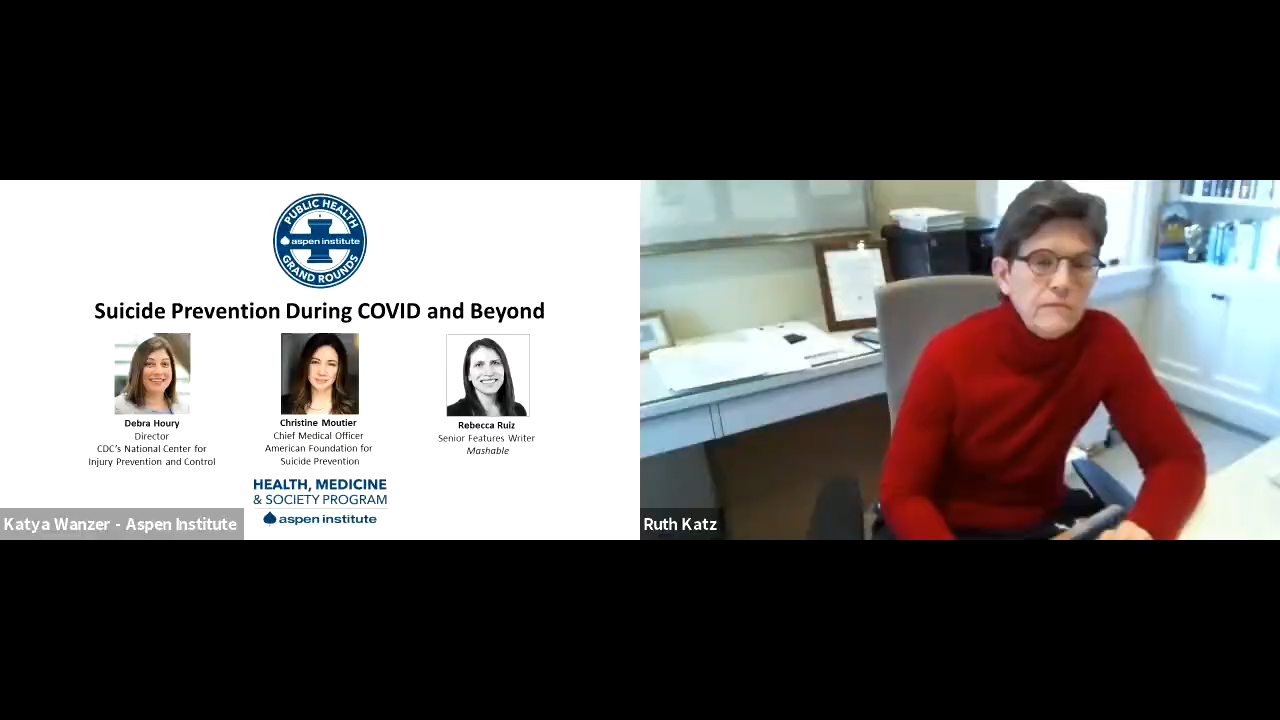 PUBLIC HEALTH
aspen institute
GRAND ROUNDS
Suicide Prevention During COVID and Beyond
Debra Houry
Director
CDC's National Center for
Injury Prevention and Control
Christine Moutier
Chief Medical Officer
American Foundation for
Suicide Prevention
Rebecca Ruiz
Senior Features Writer
Mashable
HEALTH, MEDICINE
& SOCIETY PROGRAM
aspen institute
Katya Wanzer - Aspen Institute
Ruth Katz